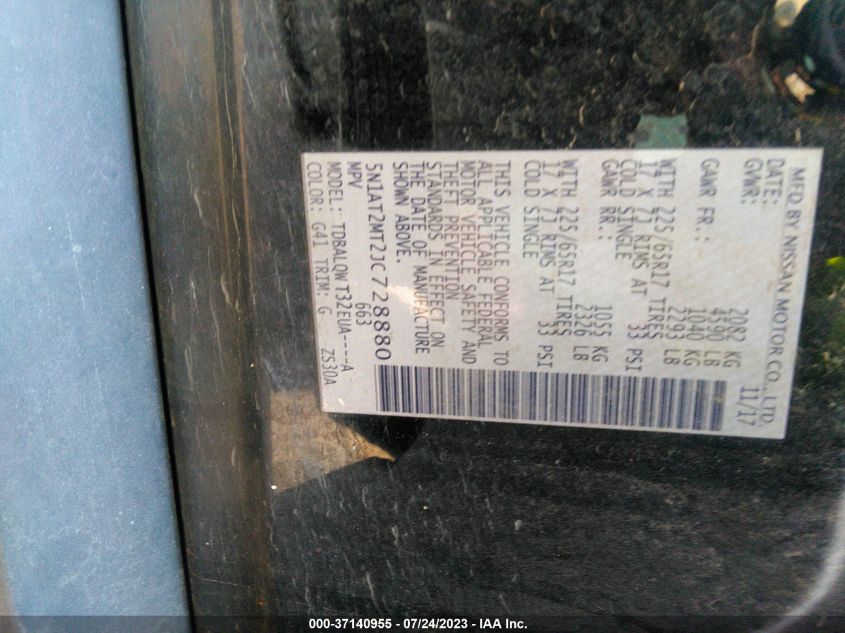 MFD BY NISSAN MOTOR CO., LTD.
DATE: 11/17
GVWR: 2082 KG
4590 LB
GAWR FR.: 1040 KG
2293 LB
WITH 225/65R17 TIRES
17 X 7J RIMS AT 33 PSI
COLD SINGLE
GAWR RR.: 1055 KG
2326 LB
WITH 225/65R17 TIRES
17 X 7J RIMS AT 33 PSI
COLD SINGLE
THIS VEHICLE CONFORMS TO
ALL APPLICABLE FEDERAL
MOTOR VEHICLE SAFETY AND
THEFT PREVENTION
STANDARDS IN EFFECT ON
THE DATE OF MANUFACTURE
SHOWN ABOVE.
5N1AT2MT2JC728880
MPV 663
MODEL: TDBALQWT32EUA----A
COLOR: G41 TRIM: G ZS30A
000-37140955 - 07/24/2023 - IAA Inc.